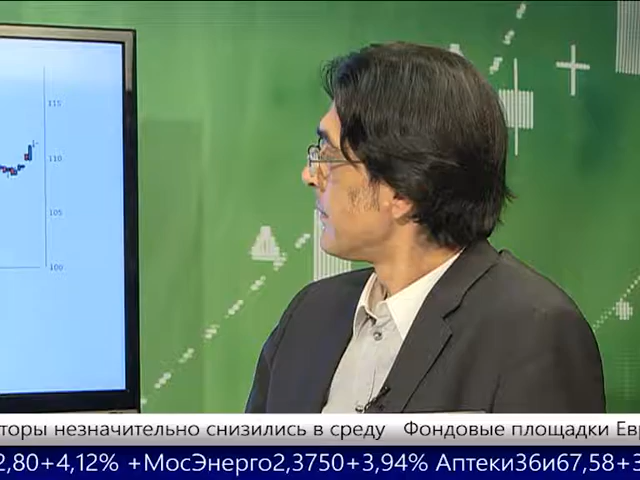 115
110
105
100
торы незначительно снизились в среду Фондовые площадки Евр
2,80+4,12% +МосЭнерго2,3750+3,94% Аптеки36и67,58+3